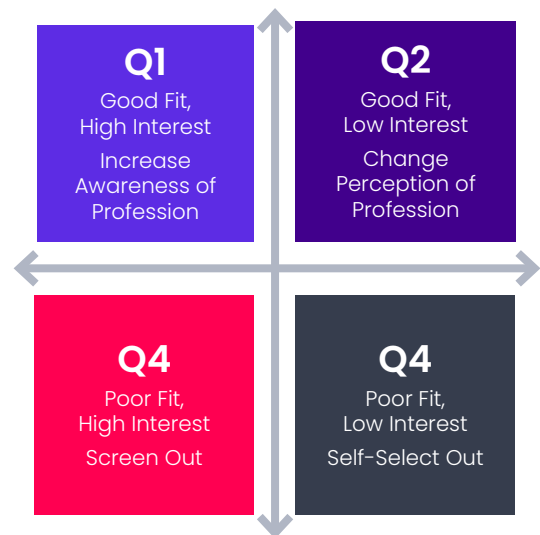 Q1
Good Fit,
High Interest
Increase
Awareness of
Profession
Q2
Good Fit,
Low Interest
Change
Perception of
Profession
Q4
Poor Fit,
High Interest
Screen Out
Q4
Poor Fit,
Low Interest
Self-Select Out